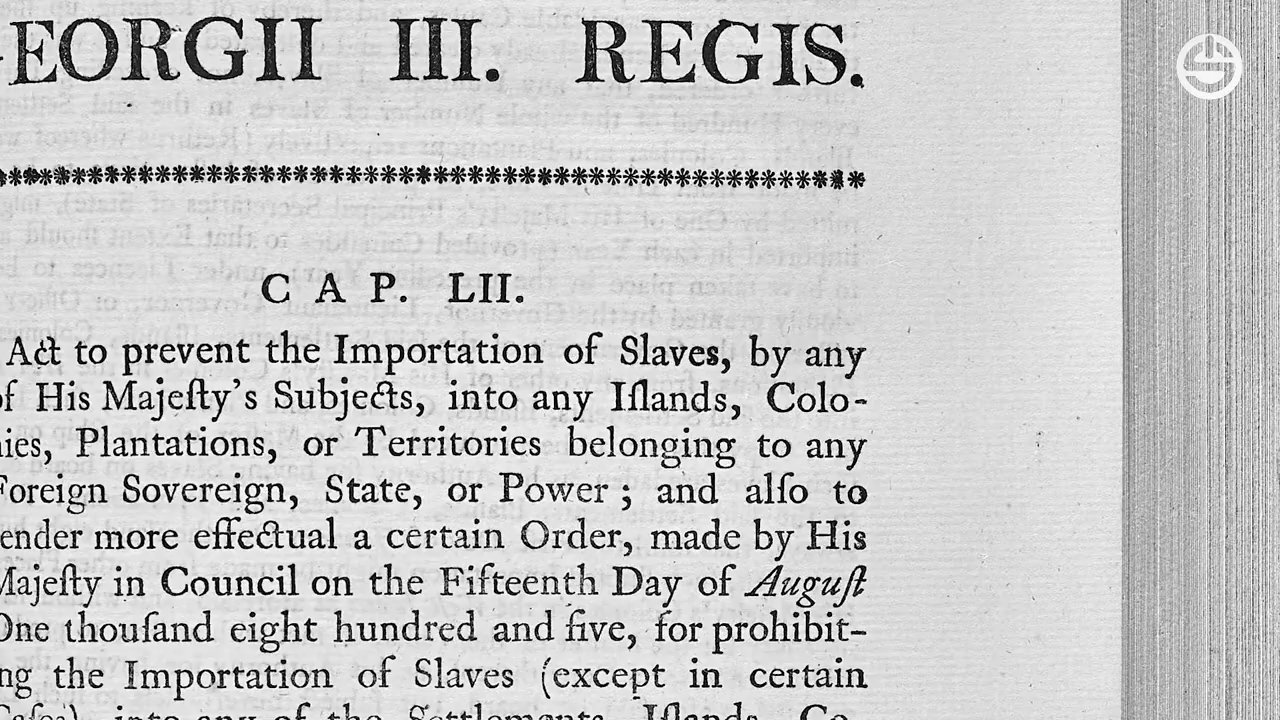 EORGII III. REGIS.
CAP. LII.
Act to prevent the Importation of Slaves, by any
of His Majeſty's Subjects, into any Iſlands, Colo-
nies, Plantations, or Territories belonging to any
Foreign Sovereign, State, or Power; and alſo to
ender more effectual a certain Order, made by His
Majeſty in Council on the Fifteenth Day of Auguſt
One thouſand eight hundred and five, for prohibit-
ng the Importation of Slaves (except in certain
Caſes), into any of the Settlements, Iſlands, Co-